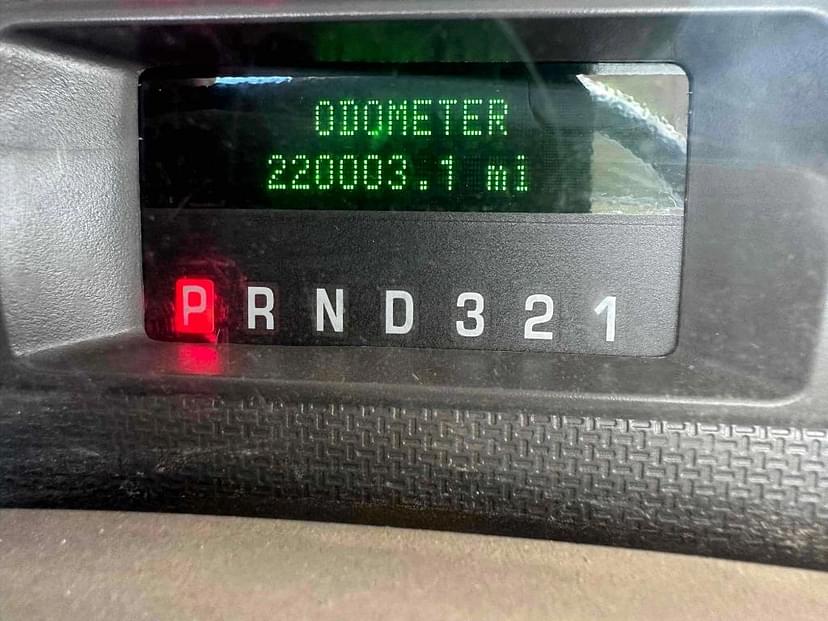 ODOMETER
220003.1 mi
P R N D 3 2 1